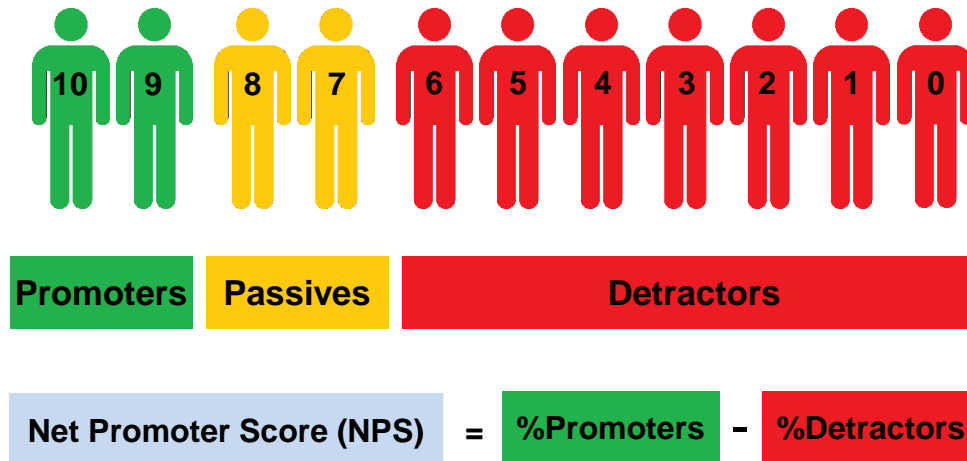 10 9 8 7 6 5 4 3 2 1 0
Promoters Passives Detractors
Net Promoter Score (NPS) = %Promoters - %Detractors